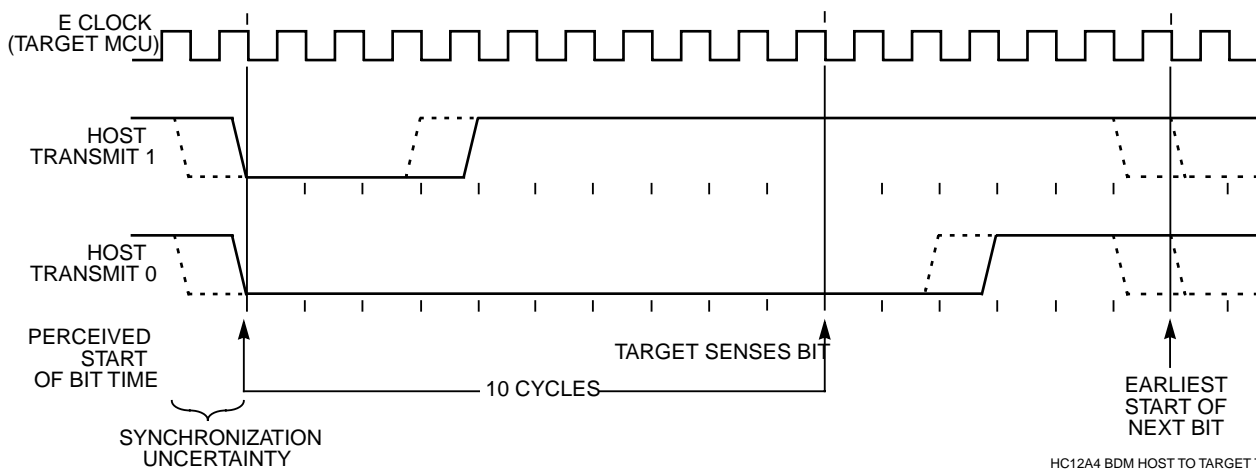 E CLOCK
(TARGET MCU)
HOST
TRANSMIT 1
HOST
TRANSMIT 0
PERCEIVED
START
OF BIT TIME
TARGET SENSES BIT
10 CYCLES
EARLIEST
START OF
NEXT BIT
SYNCHRONIZATION
UNCERTAINTY
HC12A4 BDM HOST TO TARGET